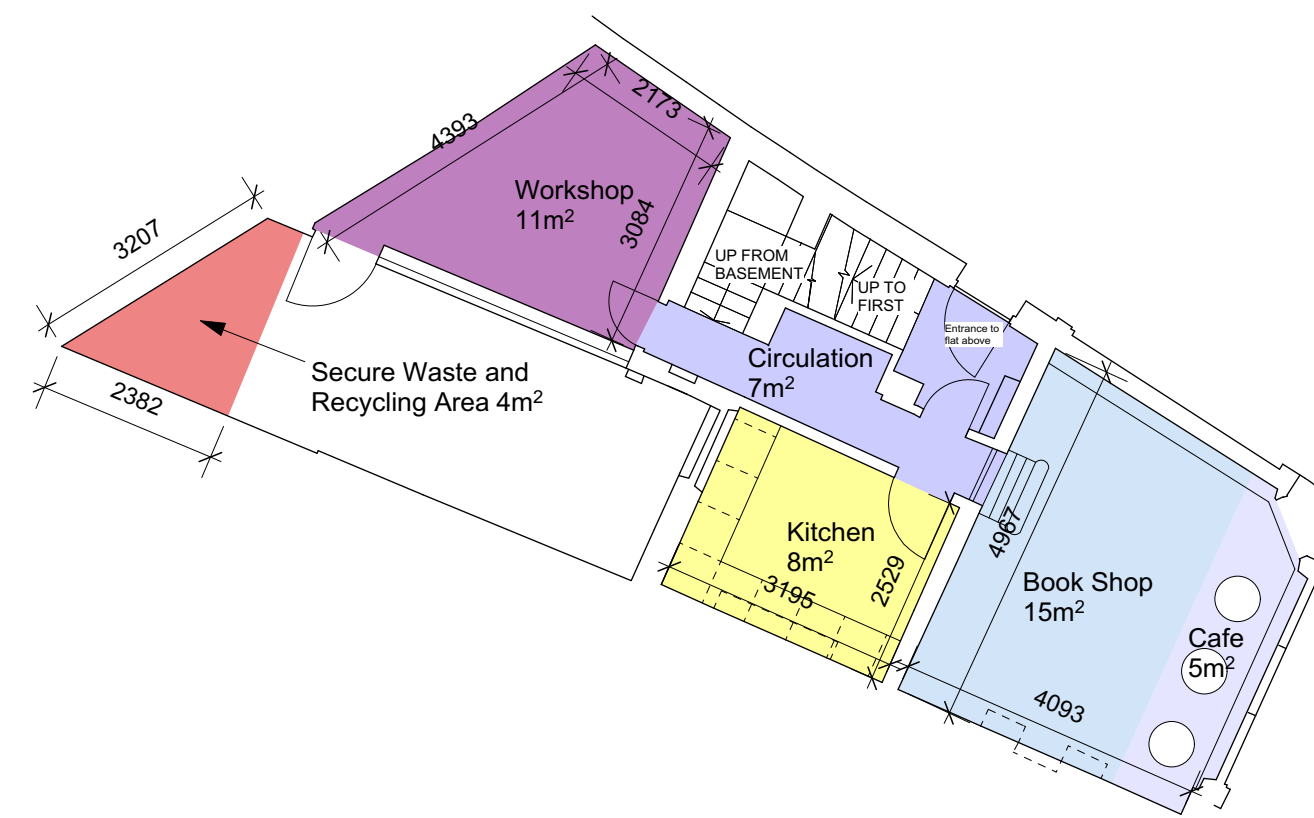 2173
4393
Workshop
11m²
3084
3207
UP FROM
BASEMENT
UP TO
FIRST
Entrance to
flat above
Circulation
7m²
Secure Waste and
Recycling Area 4m²
2382
Kitchen
8m²
3195
2529
4967
Book Shop
15m²
Cafe
5m²
4093